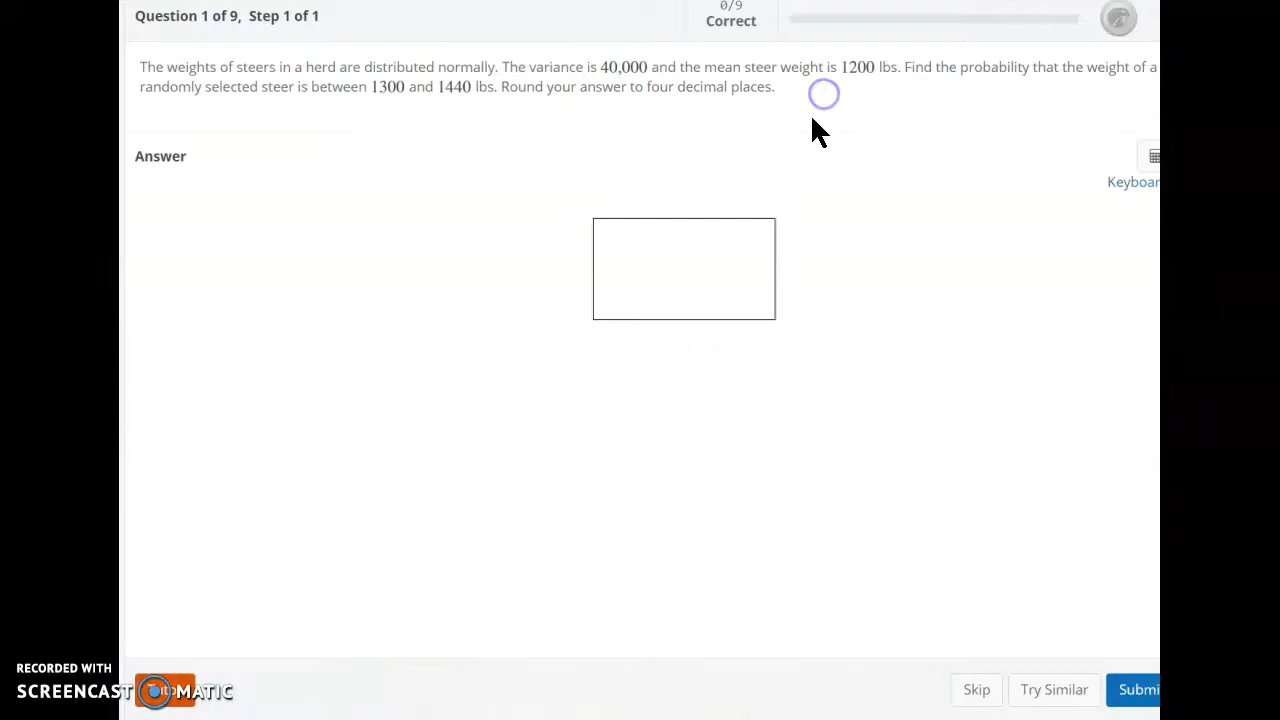 Question 1 of 9, Step 1 of 1
0/9
Correct
The weights of steers in a herd are distributed normally. The variance is 40,000 and the mean steer weight is 1200 lbs. Find the probability that the weight of a
randomly selected steer is between 1300 and 1440 lbs. Round your answer to four decimal places.
Answer
Keyboar
RECORDED WITH
SCREENCAST MATIC
Skip
Try Similar
Submi